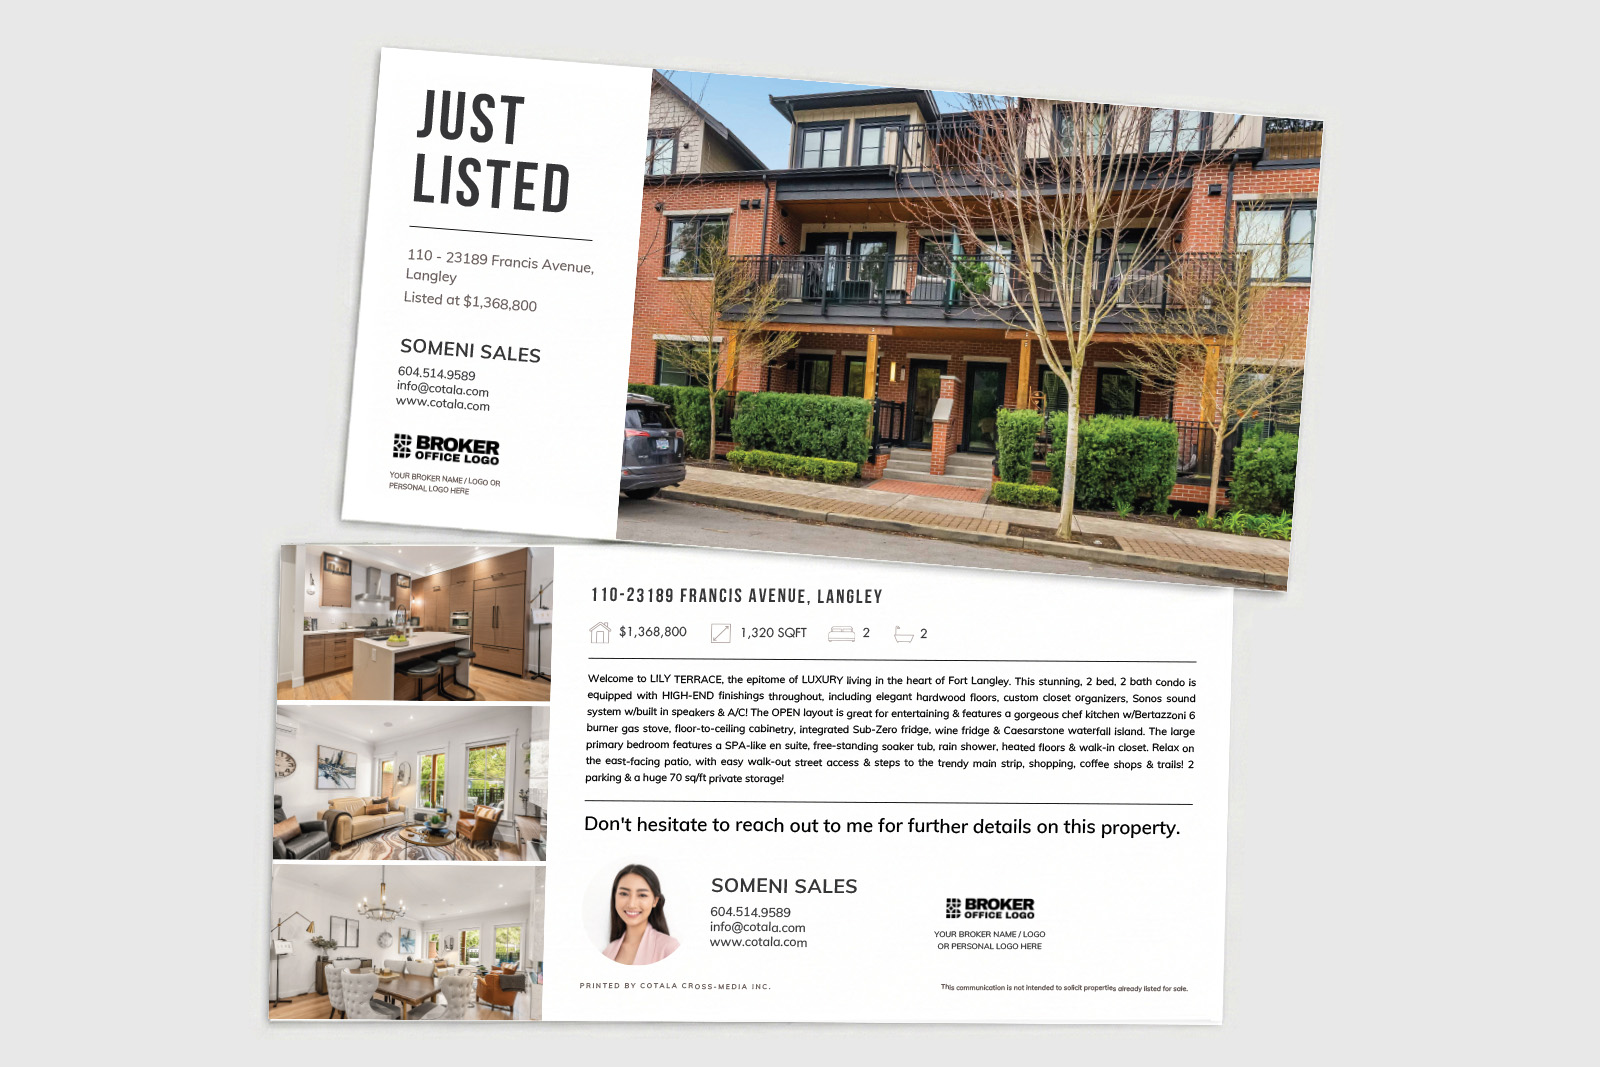 JUST
LISTED
110 - 23189 Francis Avenue,
Langley
Listed at $1,368,800
SOMENI SALES
604.514.9589
info@cotala.com
www.cotala.com
BROKER
OFFICE LOGO
YOUR BROKER NAME / LOGO OR
PERSONAL LOGO HERE
110-23189 FRANCIS AVENUE, LANGLEY
$1,368,800 1,320 SQFT 2 2
Welcome to LILY TERRACE, the epitome of LUXURY living in the heart of Fort Langley. This stunning, 2 bed, 2 bath condo is
equipped with HIGH-END finishings throughout, including elegant hardwood floors, custom closet organizers, Sonos sound
system w/built in speakers & A/C! The OPEN layout is great for entertaining & features a gorgeous chef kitchen w/Bertazzoni 6
burner gas stove, floor-to-ceiling cabinetry, integrated Sub-Zero fridge, wine fridge & Caesarstone waterfall island. The large
primary bedroom features a SPA-like en suite, free-standing soaker tub, rain shower, heated floors & walk-in closet. Relax on
the east-facing patio, with easy walk-out street access & steps to the trendy main strip, shopping, coffee shops & trails! 2
parking & a huge 70 sq/ft private storage!
Don't hesitate to reach out to me for further details on this property.
SOMENI SALES
604.514.9589
info@cotala.com
www.cotala.com
BROKER
OFFICE LOGO
YOUR BROKER NAME / LOGO
OR PERSONAL LOGO HERE
PRINTED BY COTALA CROSS-MEDIA INC.
This communication is not intended to solicit properties already listed for sale.